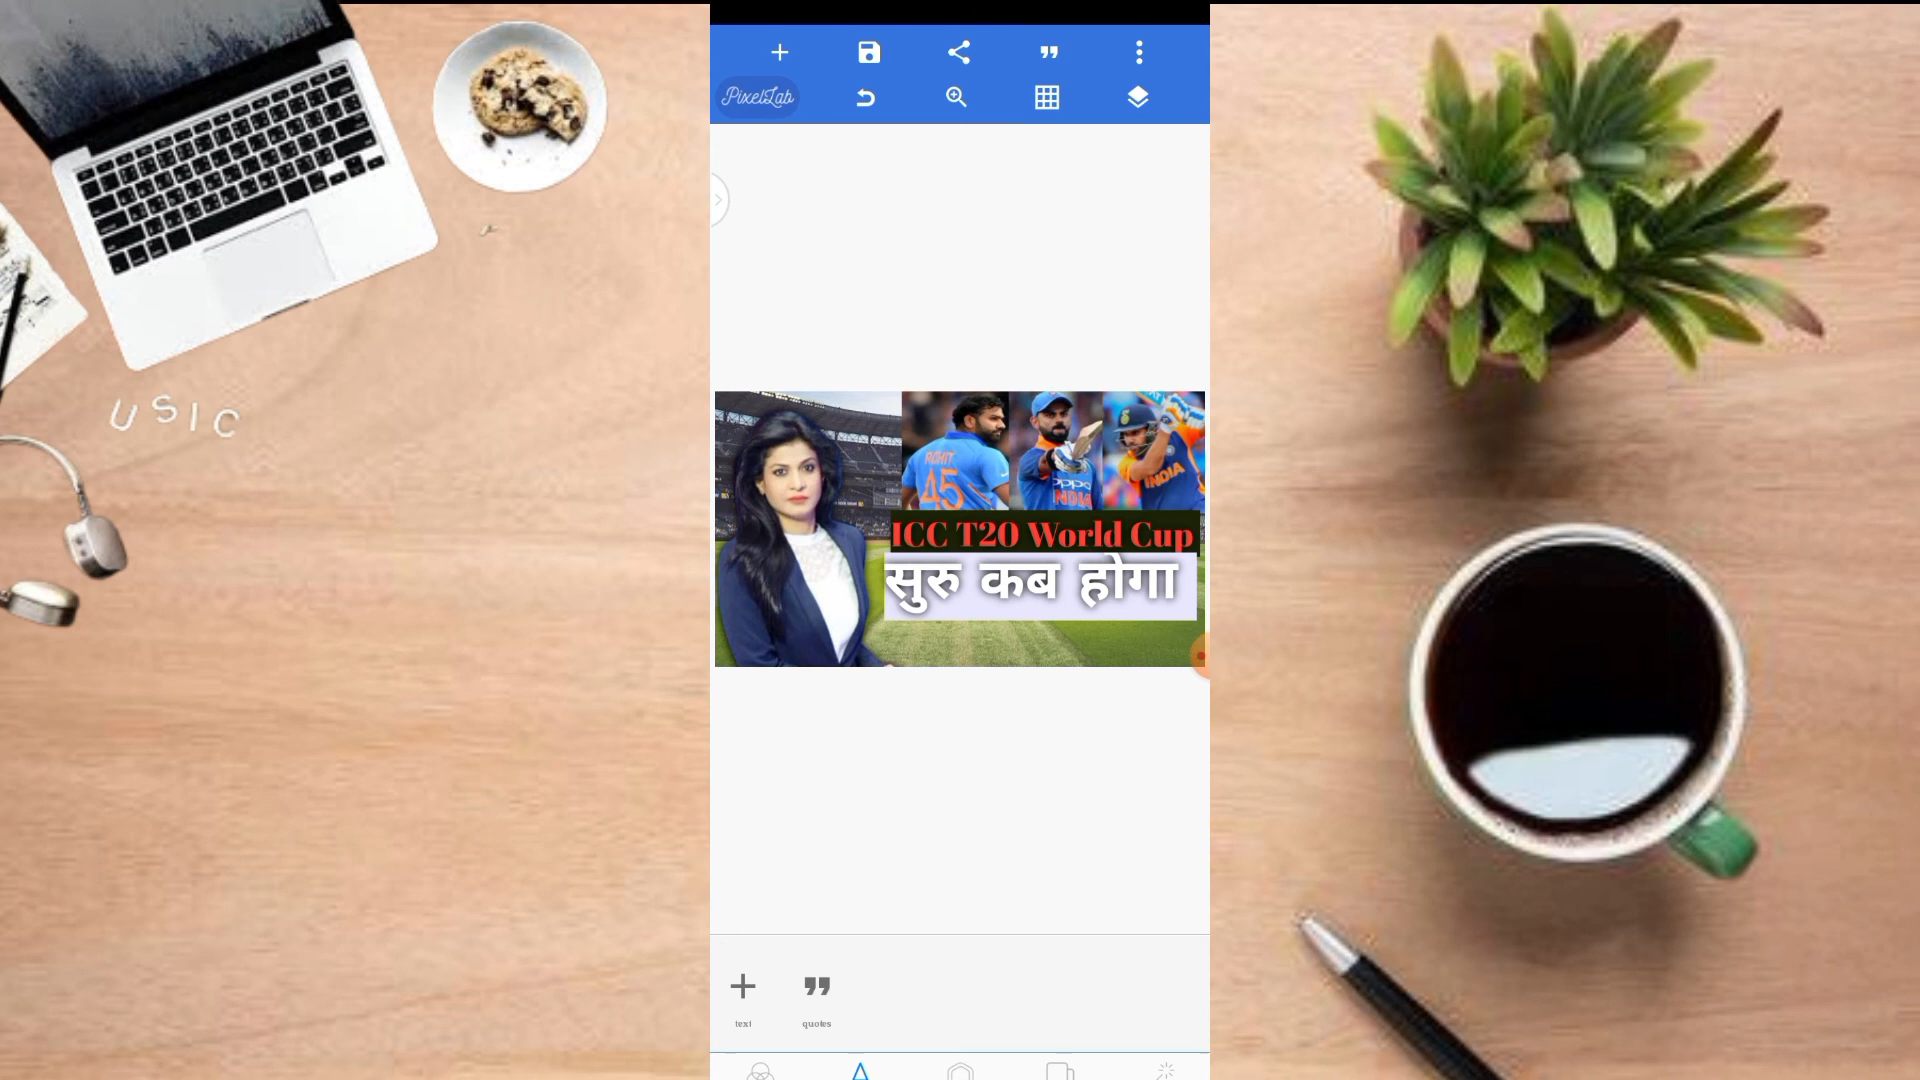 PixelLab
USIC
ROHIT
45
oppo
INDIA
INDIA
ICC T20 World Cup
सुरु कब होगा
text
quotes